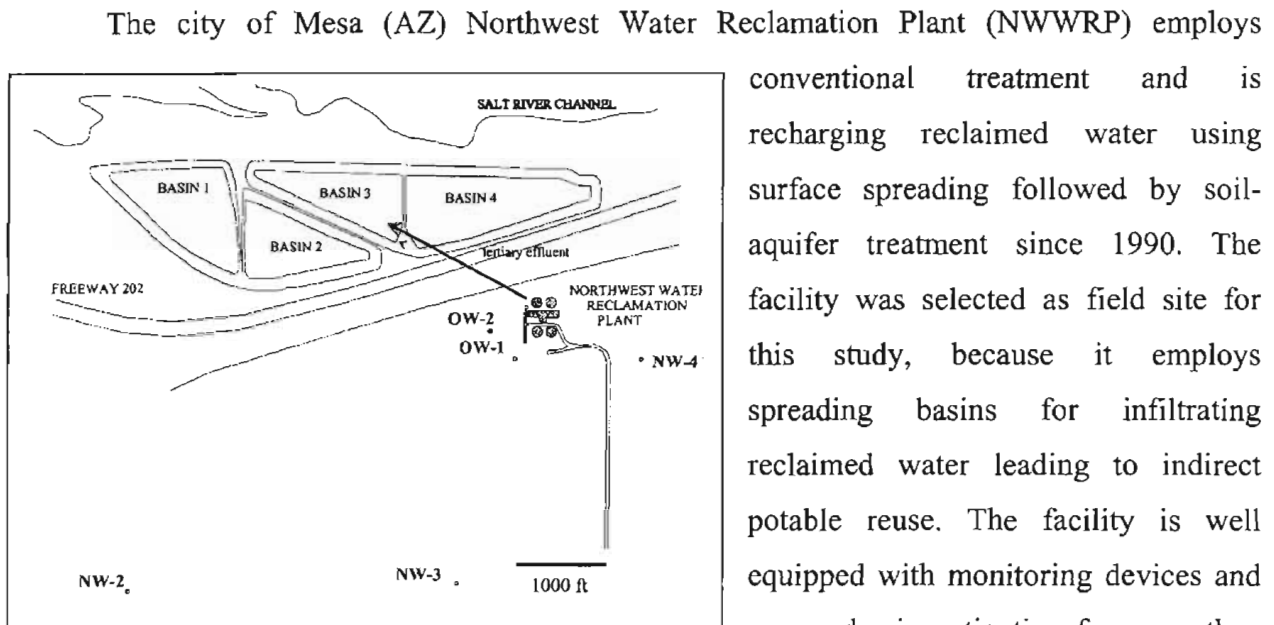 The city of Mesa (AZ) Northwest Water Reclamation Plant (NWWRP) employs
conventional treatment and is
recharging reclaimed water using
surface spreading followed by soil-
aquifer treatment since 1990. The
facility was selected as field site for
this study, because it employs
spreading basins for infiltrating
reclaimed water leading to indirect
potable reuse. The facility is well
equipped with monitoring devices and
SALT RIVER CHANNEL
BASIN 1
BASIN 3
BASIN 4
BASIN 2
Tertiary effluent
FREEWAY 202
NORTHWEST WATER
RECLAMATION
PLANT
OW-2
OW-1
NW-4
NW-2
NW-3
1000 ft